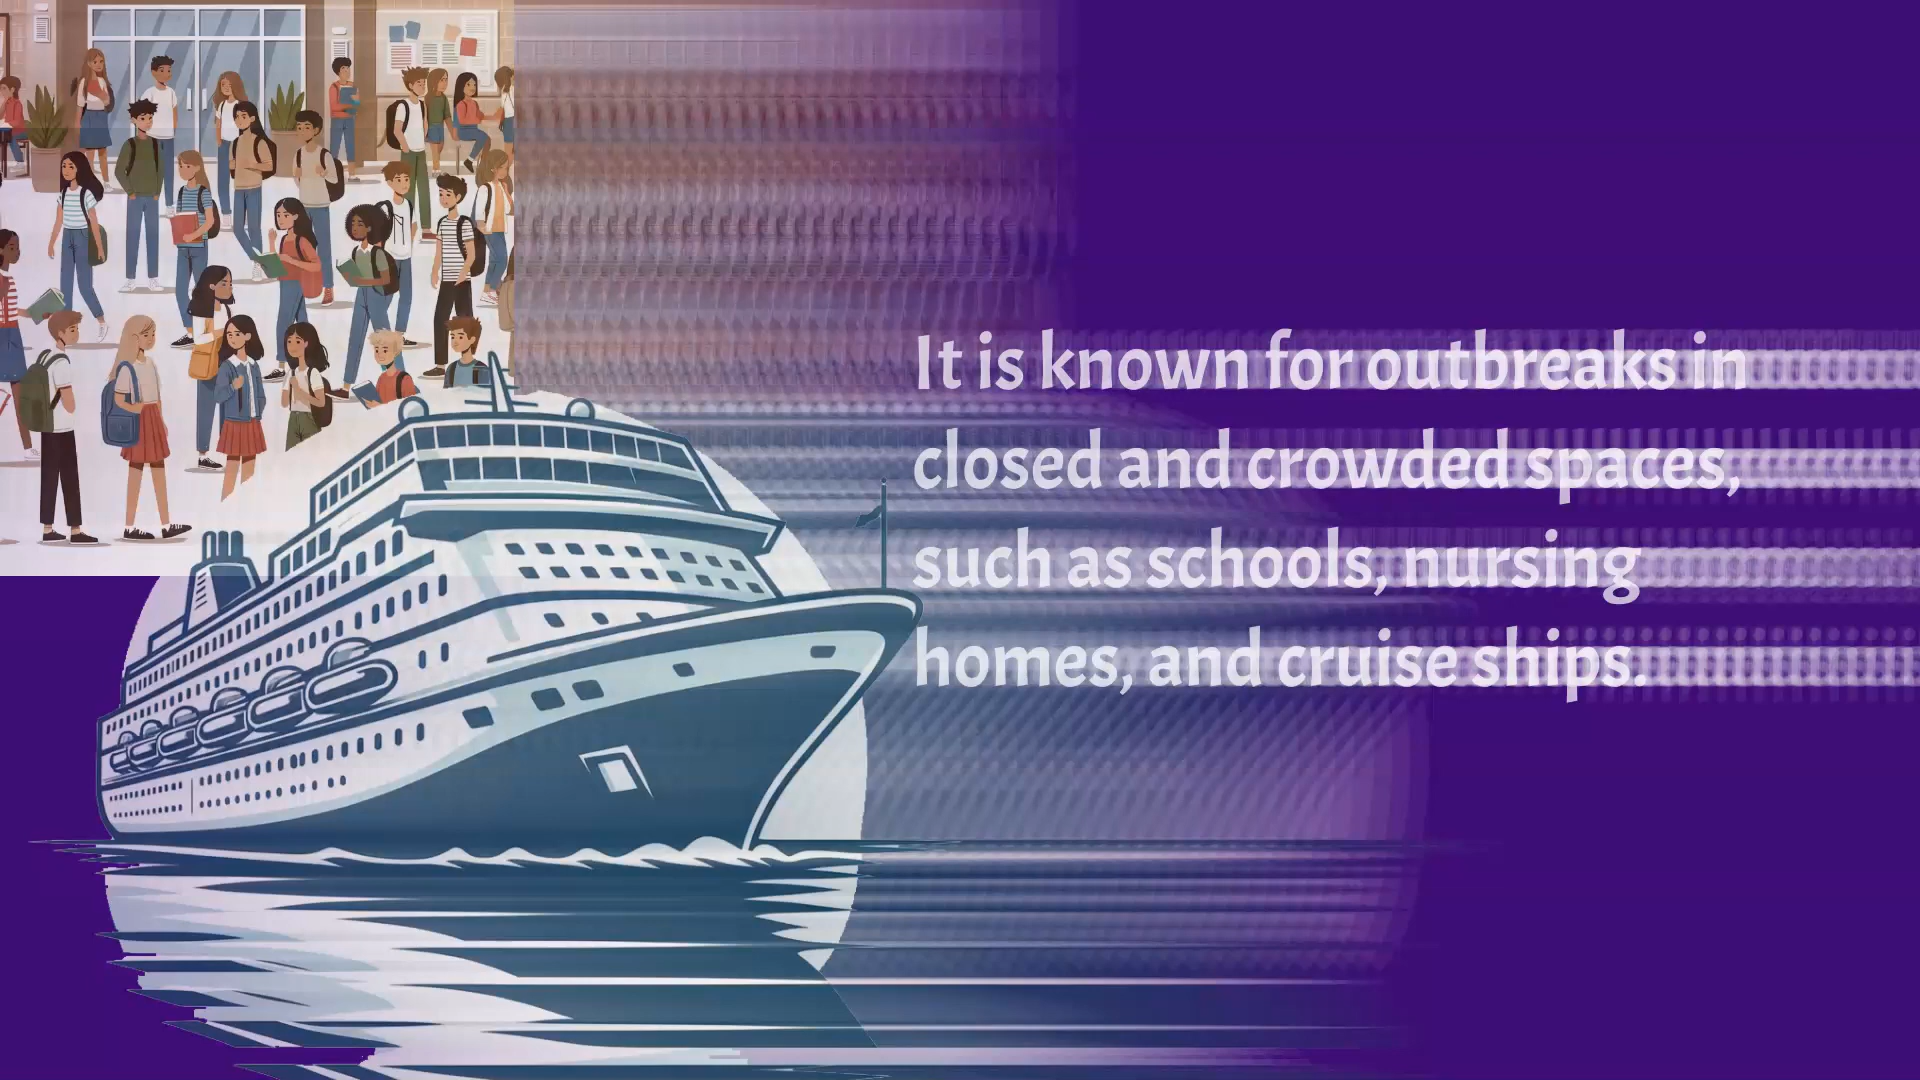 It is known for outbreaks in
closed and crowded spaces,
such as schools, nursing
homes, and cruise ships.